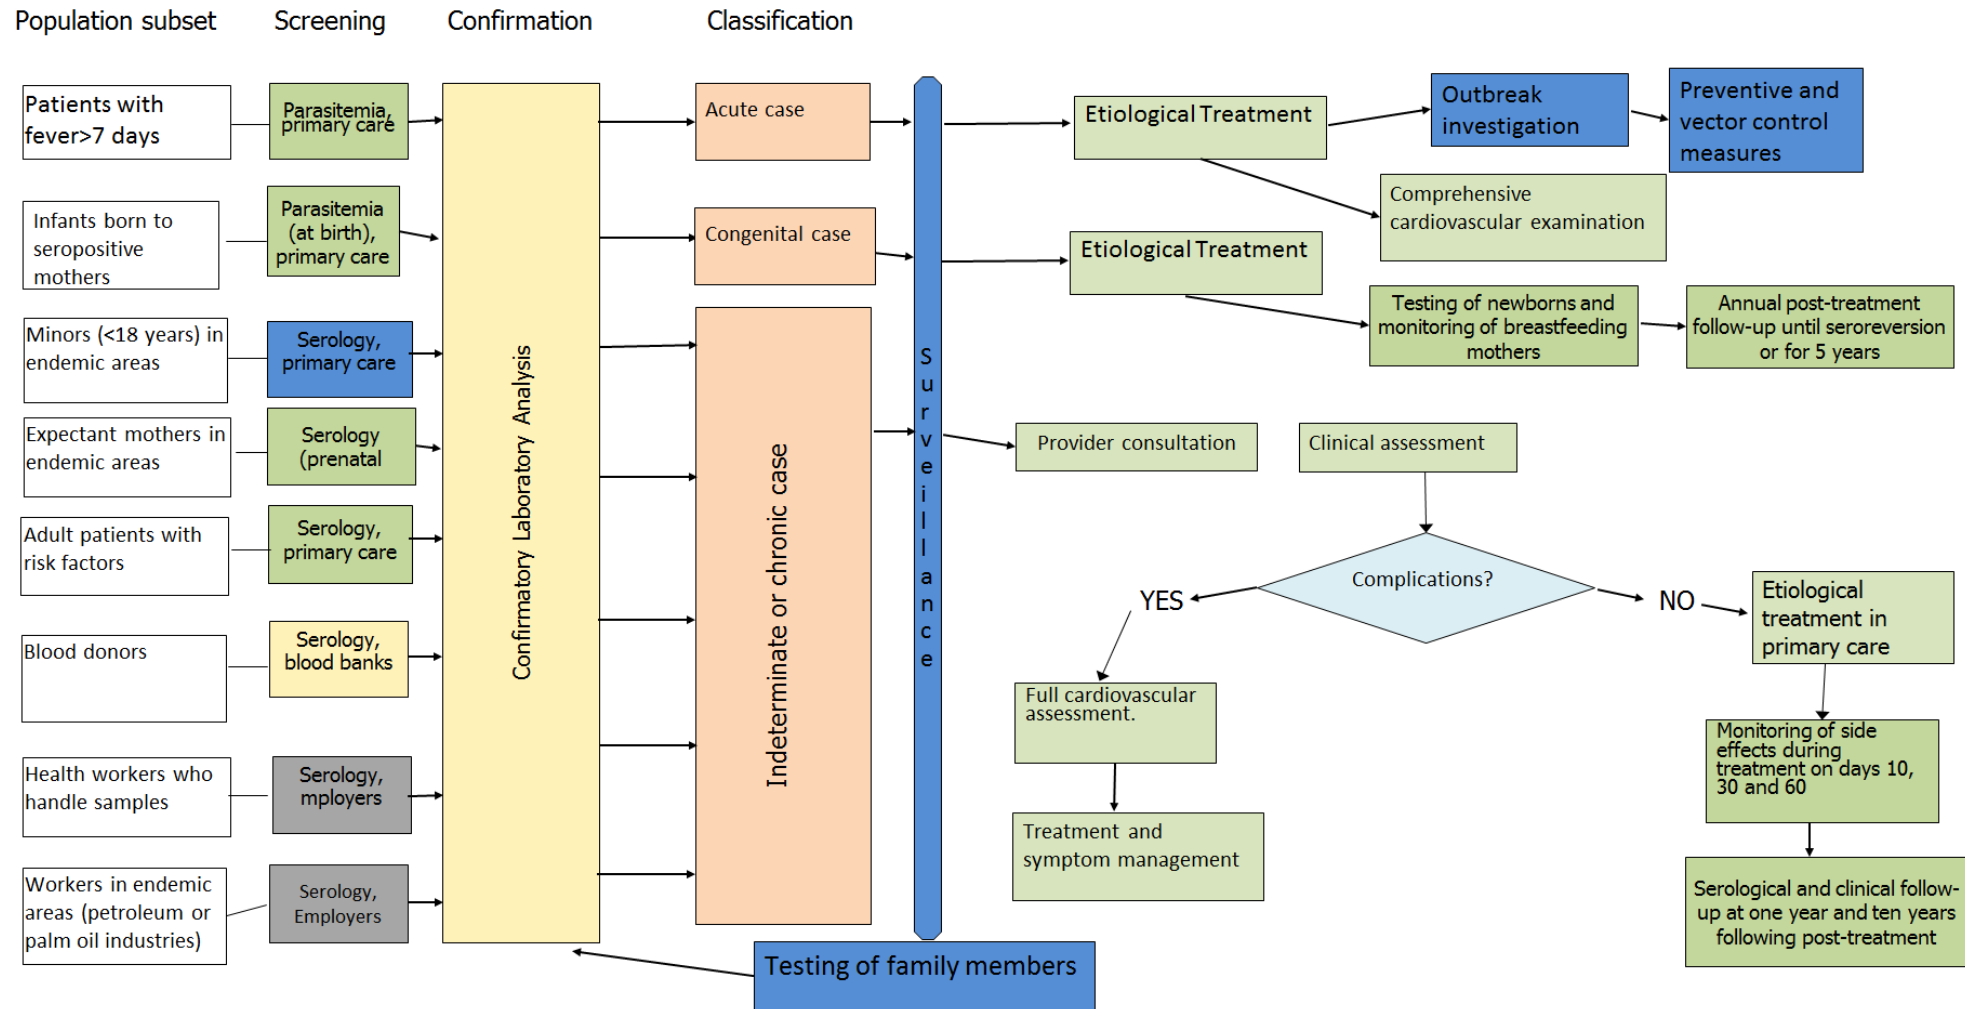 Population subset
Screening
Confirmation
Classification
Patients with
fever>7 days
Parasitemia,
primary care
Infants born to
seropositive
mothers
Parasitemia
(at birth),
primary care
Minors (<18 years) in
endemic areas
Serology,
primary care
Expectant mothers in
endemic areas
Serology
(prenatal
Adult patients with
risk factors
Serology,
primary care
Blood donors
Serology,
blood banks
Health workers who
handle samples
Serology,
mployers
Workers in endemic
areas (petroleum or
palm oil industries)
Serology,
Employers
Confirmatory Laboratory Analysis
Acute case
Congenital case
Indeterminate or chronic case
Surveillance
Testing of family members
Etiological Treatment
Outbreak
investigation
Preventive and
vector control
measures
Comprehensive
cardiovascular examination
Etiological Treatment
Testing of newborns and
monitoring of breastfeeding
mothers
Annual post-treatment
follow-up until seroreversion
or for 5 years
Provider consultation
Clinical assessment
Complications?
YES
NO
Full cardiovascular
assessment.
Treatment and
symptom management
Etiological
treatment in
primary care
Monitoring of side
effects during
treatment on days 10,
30 and 60
Serological and clinical follow-
up at one year and ten years
following post-treatment